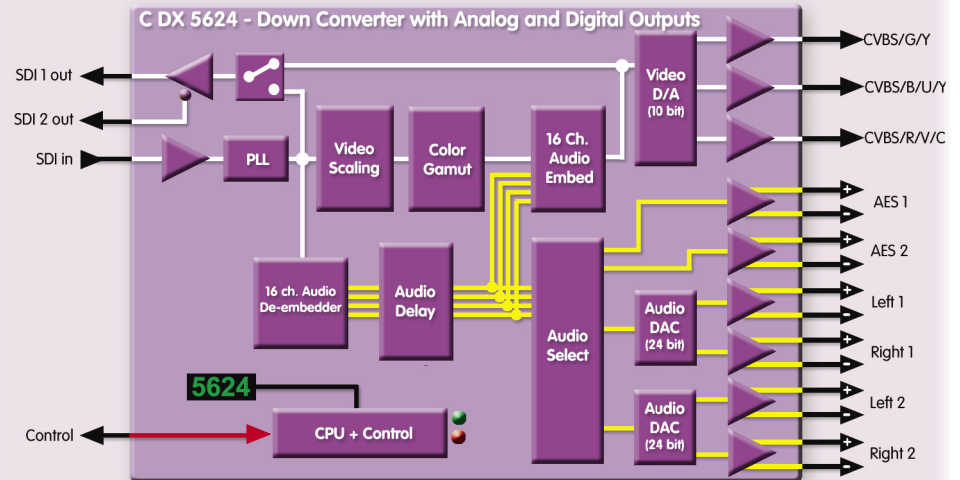 C DX 5624 - Down Converter with Analog and Digital Outputs
SDI 1 out
SDI 2 out
SDI in
PLL
Video
Scaling
Color
Gamut
16 Ch.
Audio
Embed
Video
D/A
(10 bit)
CVBS/G/Y
CVBS/B/U/Y
CVBS/R/V/C
16 ch. Audio
De-embedder
Audio
Delay
Audio
Select
Audio
DAC
(24 bit)
Audio
DAC
(24 bit)
+
-
AES 1
+
-
AES 2
+
-
Left 1
+
-
Right 1
+
-
Left 2
+
-
Right 2
5624
Control
CPU + Control